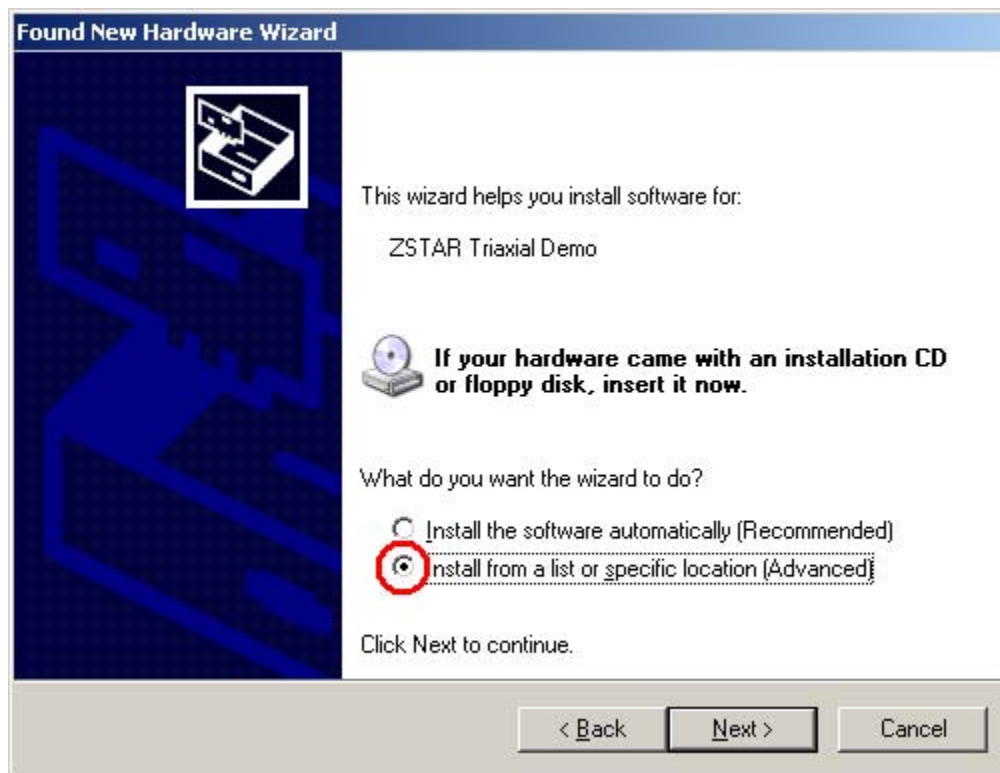 Found New Hardware Wizard
This wizard helps you install software for:
ZSTAR Triaxial Demo
If your hardware came with an installation CD
or floppy disk, insert it now.
What do you want the wizard to do?
Install the software automatically (Recommended)
Install from a list or specific location (Advanced)
Click Next to continue.
< Back
Next >
Cancel